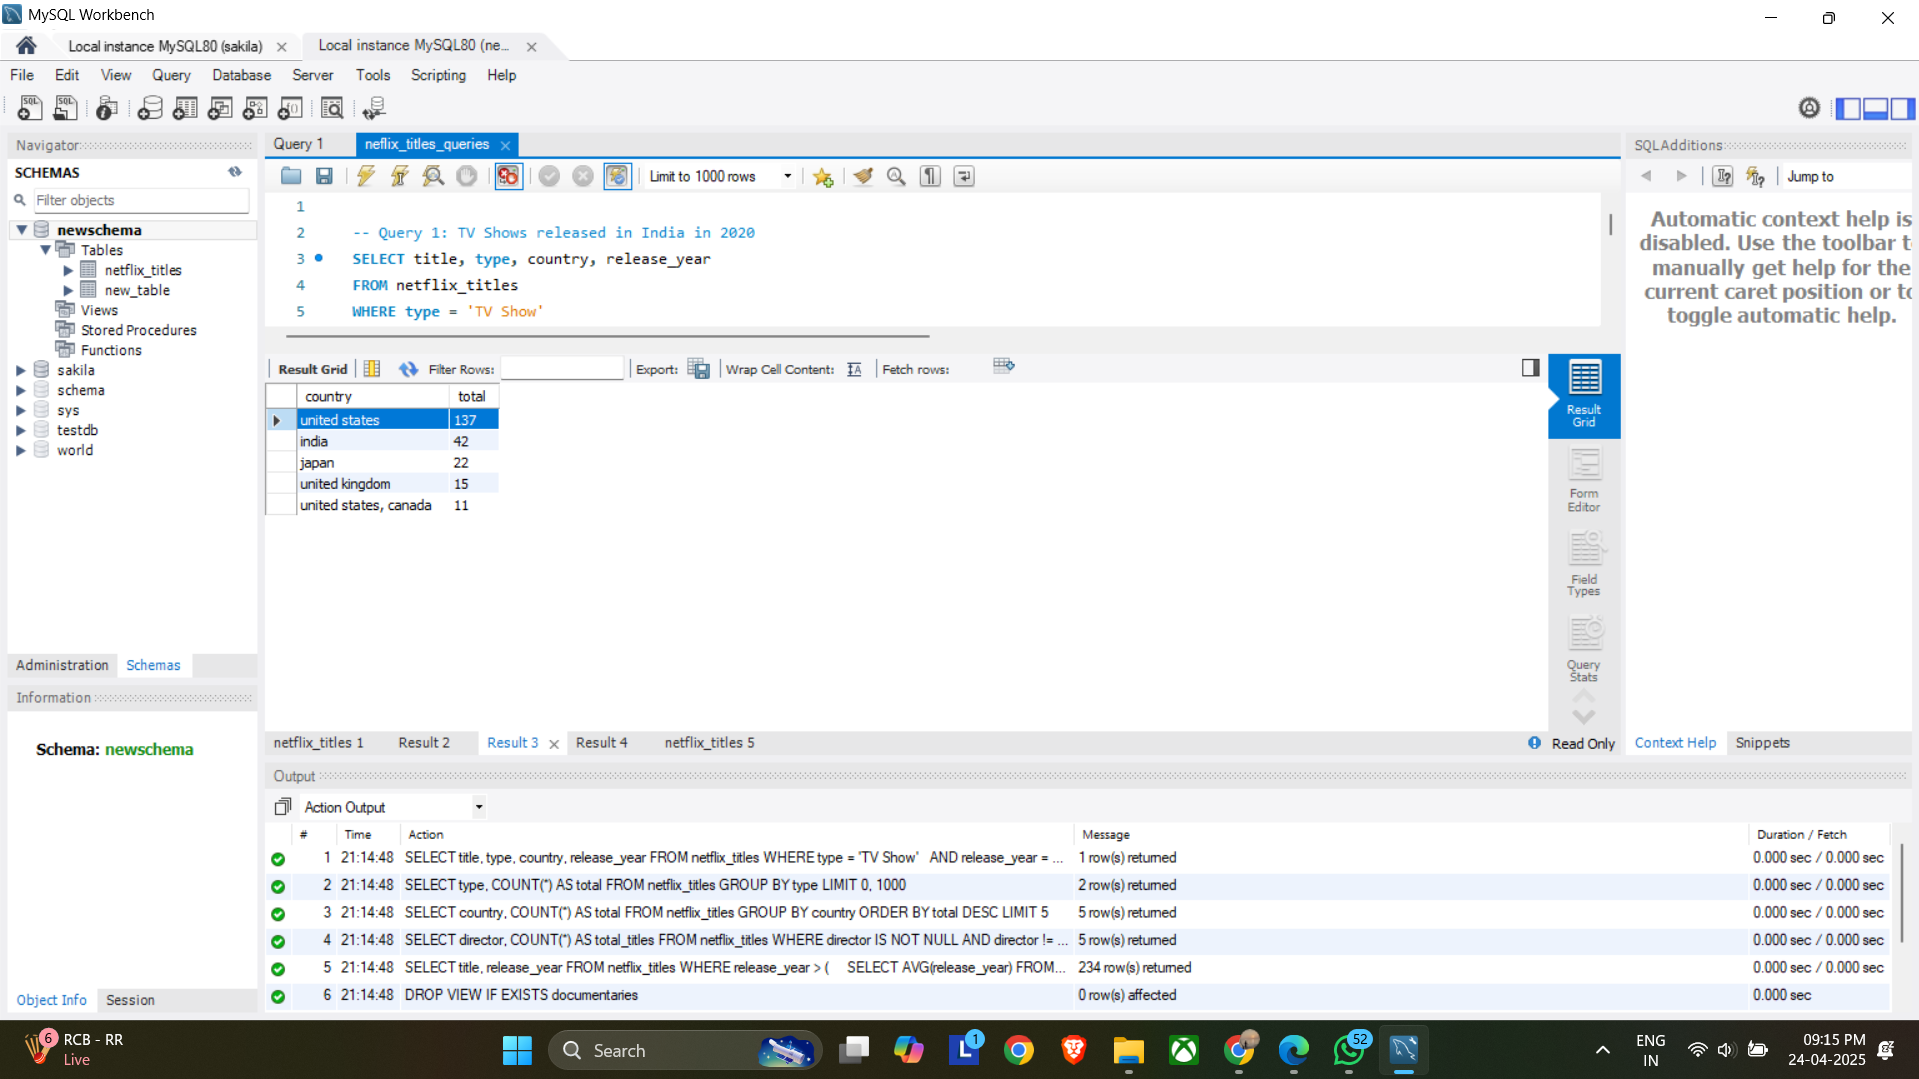 MySQL Workbench
Local instance MySQL80 (sakila)
Local instance MySQL80 (ne...
File Edit View Query Database Server Tools Scripting Help
Navigator
SCHEMAS
Filter objects
newschema
Tables
netflix_titles
new_table
Views
Stored Procedures
Functions
sakila
schema
sys
testdb
world
Administration Schemas
Information
Schema: newschema
Object Info Session
Query 1
neflix_titles_queries
Limit to 1000 rows
1
2 -- Query 1: TV Shows released in India in 2020
3 SELECT title, type, country, release_year
4 FROM netflix_titles
5 WHERE type = 'TV Show'
Result Grid Filter Rows: Export: Wrap Cell Content: Fetch rows:
country total
united states 137
india 42
japan 22
united kingdom 15
united states, canada 11
Result Grid
Form Editor
Field Types
Query Stats
netflix_titles 1 Result 2 Result 3 Result 4 netflix_titles 5
Read Only
SQLAdditions
Jump to
Automatic context help is
disabled. Use the toolbar t
manually get help for the
current caret position or to
toggle automatic help.
Context Help Snippets
Output
Action Output
# Time Action Message Duration / Fetch
1 21:14:48 SELECT title, type, country, release_year FROM netflix_titles WHERE type = 'TV Show' AND release_year = ... 1 row(s) returned 0.000 sec / 0.000 sec
2 21:14:48 SELECT type, COUNT(*) AS total FROM netflix_titles GROUP BY type LIMIT 0, 1000 2 row(s) returned 0.000 sec / 0.000 sec
3 21:14:48 SELECT country, COUNT(*) AS total FROM netflix_titles GROUP BY country ORDER BY total DESC LIMIT 5 5 row(s) returned 0.000 sec / 0.000 sec
4 21:14:48 SELECT director, COUNT(*) AS total_titles FROM netflix_titles WHERE director IS NOT NULL AND director != ... 5 row(s) returned 0.000 sec / 0.000 sec
5 21:14:48 SELECT title, release_year FROM netflix_titles WHERE release_year > ( SELECT AVG(release_year) FROM... 234 row(s) returned 0.000 sec / 0.000 sec
6 21:14:48 DROP VIEW IF EXISTS documentaries 0 row(s) affected 0.000 sec
6 RCB - RR
Live
Search
1
52
ENG
IN
09:15 PM
24-04-2025